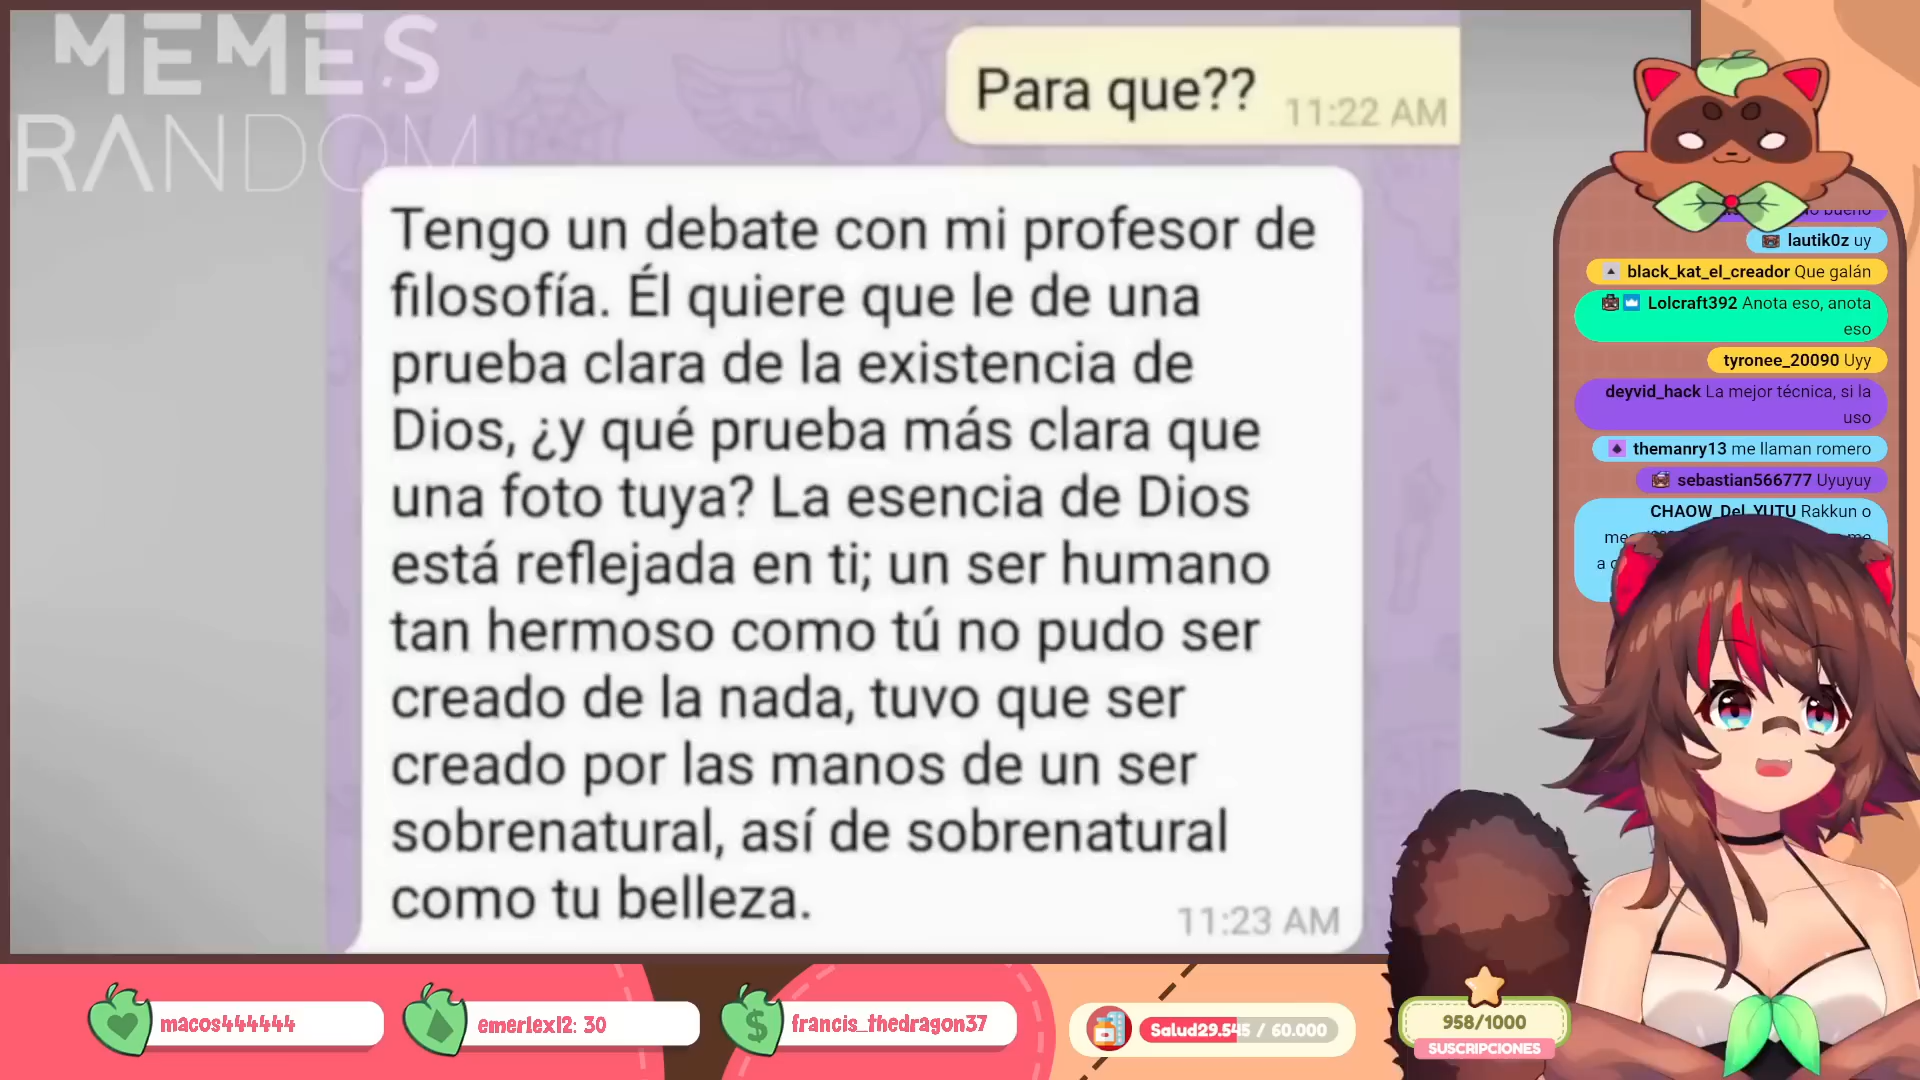 MEMES
RANDOM
Para que??
11:22 AM
Tengo un debate con mi profesor de
filosofía. Él quiere que le de una
prueba clara de la existencia de
Dios, ¿y qué prueba más clara que
una foto tuya? La esencia de Dios
está reflejada en ti; un ser humano
tan hermoso como tú no pudo ser
creado de la nada, tuvo que ser
creado por las manos de un ser
sobrenatural, así de sobrenatural
como tu belleza.
11:23 AM
bueno
lautik0z uy
black_kat_el_creador Que galán
Lolcraft392 Anota eso, anota
eso
tyronee_20090 Uyy
deyvid_hack La mejor técnica, si la
uso
themanry13 me llaman romero
sebastian566777 Uyuyuy
CHAOW_Del_YUTU Rakkun o
me
a
macos444444
emerlexl2: 30
francis_thedragon37
Salud29.545 / 60.000
958/1000
SUSCRIPCIONES